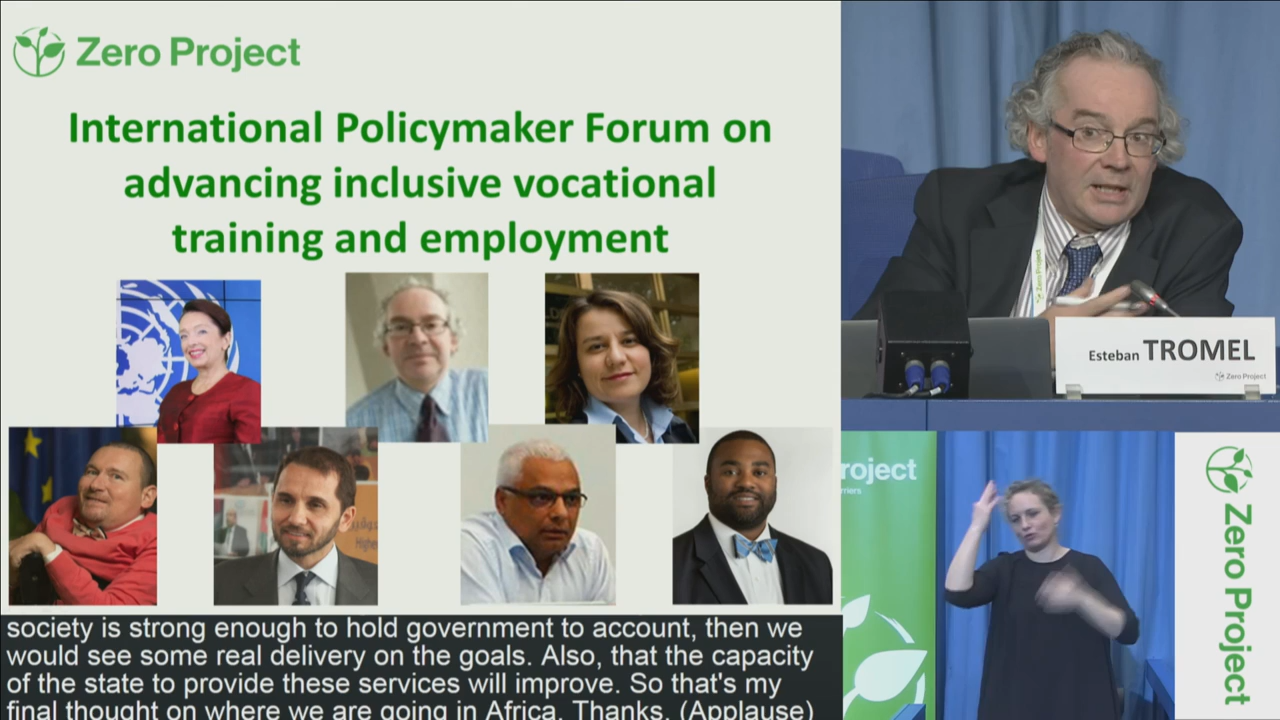 Zero Project
International Policymaker Forum on
advancing inclusive vocational
training and employment
society is strong enough to hold government to account, then we
would see some real delivery on the goals. Also, that the capacity
of the state to provide these services will improve. So that's my
final thought on where we are going in Africa. Thanks. (Applause)
Zero Project
Esteban TROMEL
Zero Project
roject
rriers
Zero Project